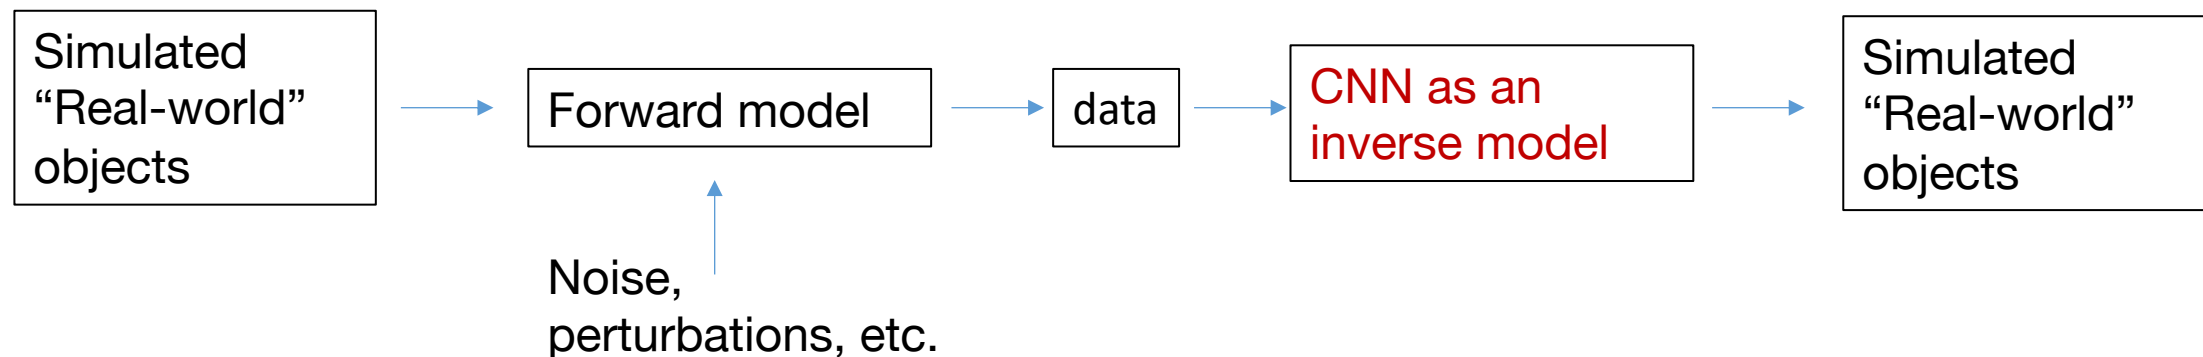 Simulated
“Real-world”
objects
Forward model
Noise,
perturbations, etc.
data
CNN as an
inverse model
Simulated
“Real-world”
objects